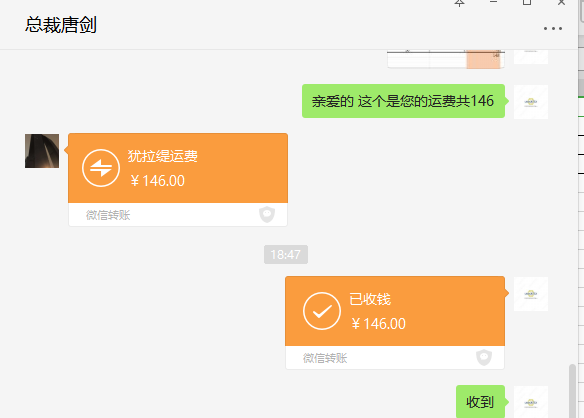 总裁唐剑
亲爱的 这个是您的运费共146
犹拉缇运费
￥146.00
微信转账
18:47
已收钱
￥146.00
微信转账
收到